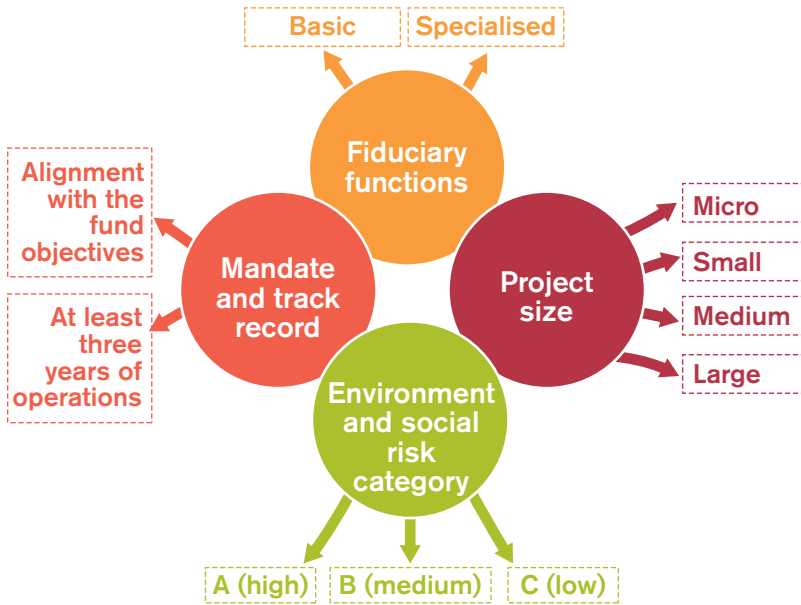 Basic
Specialised
Fiduciary
functions
Alignment
with the
fund
objectives
At least
three
years of
operations
Mandate
and track
record
Project
size
Micro
Small
Medium
Large
Environment
and social
risk
category
A (high)
B (medium)
C (low)